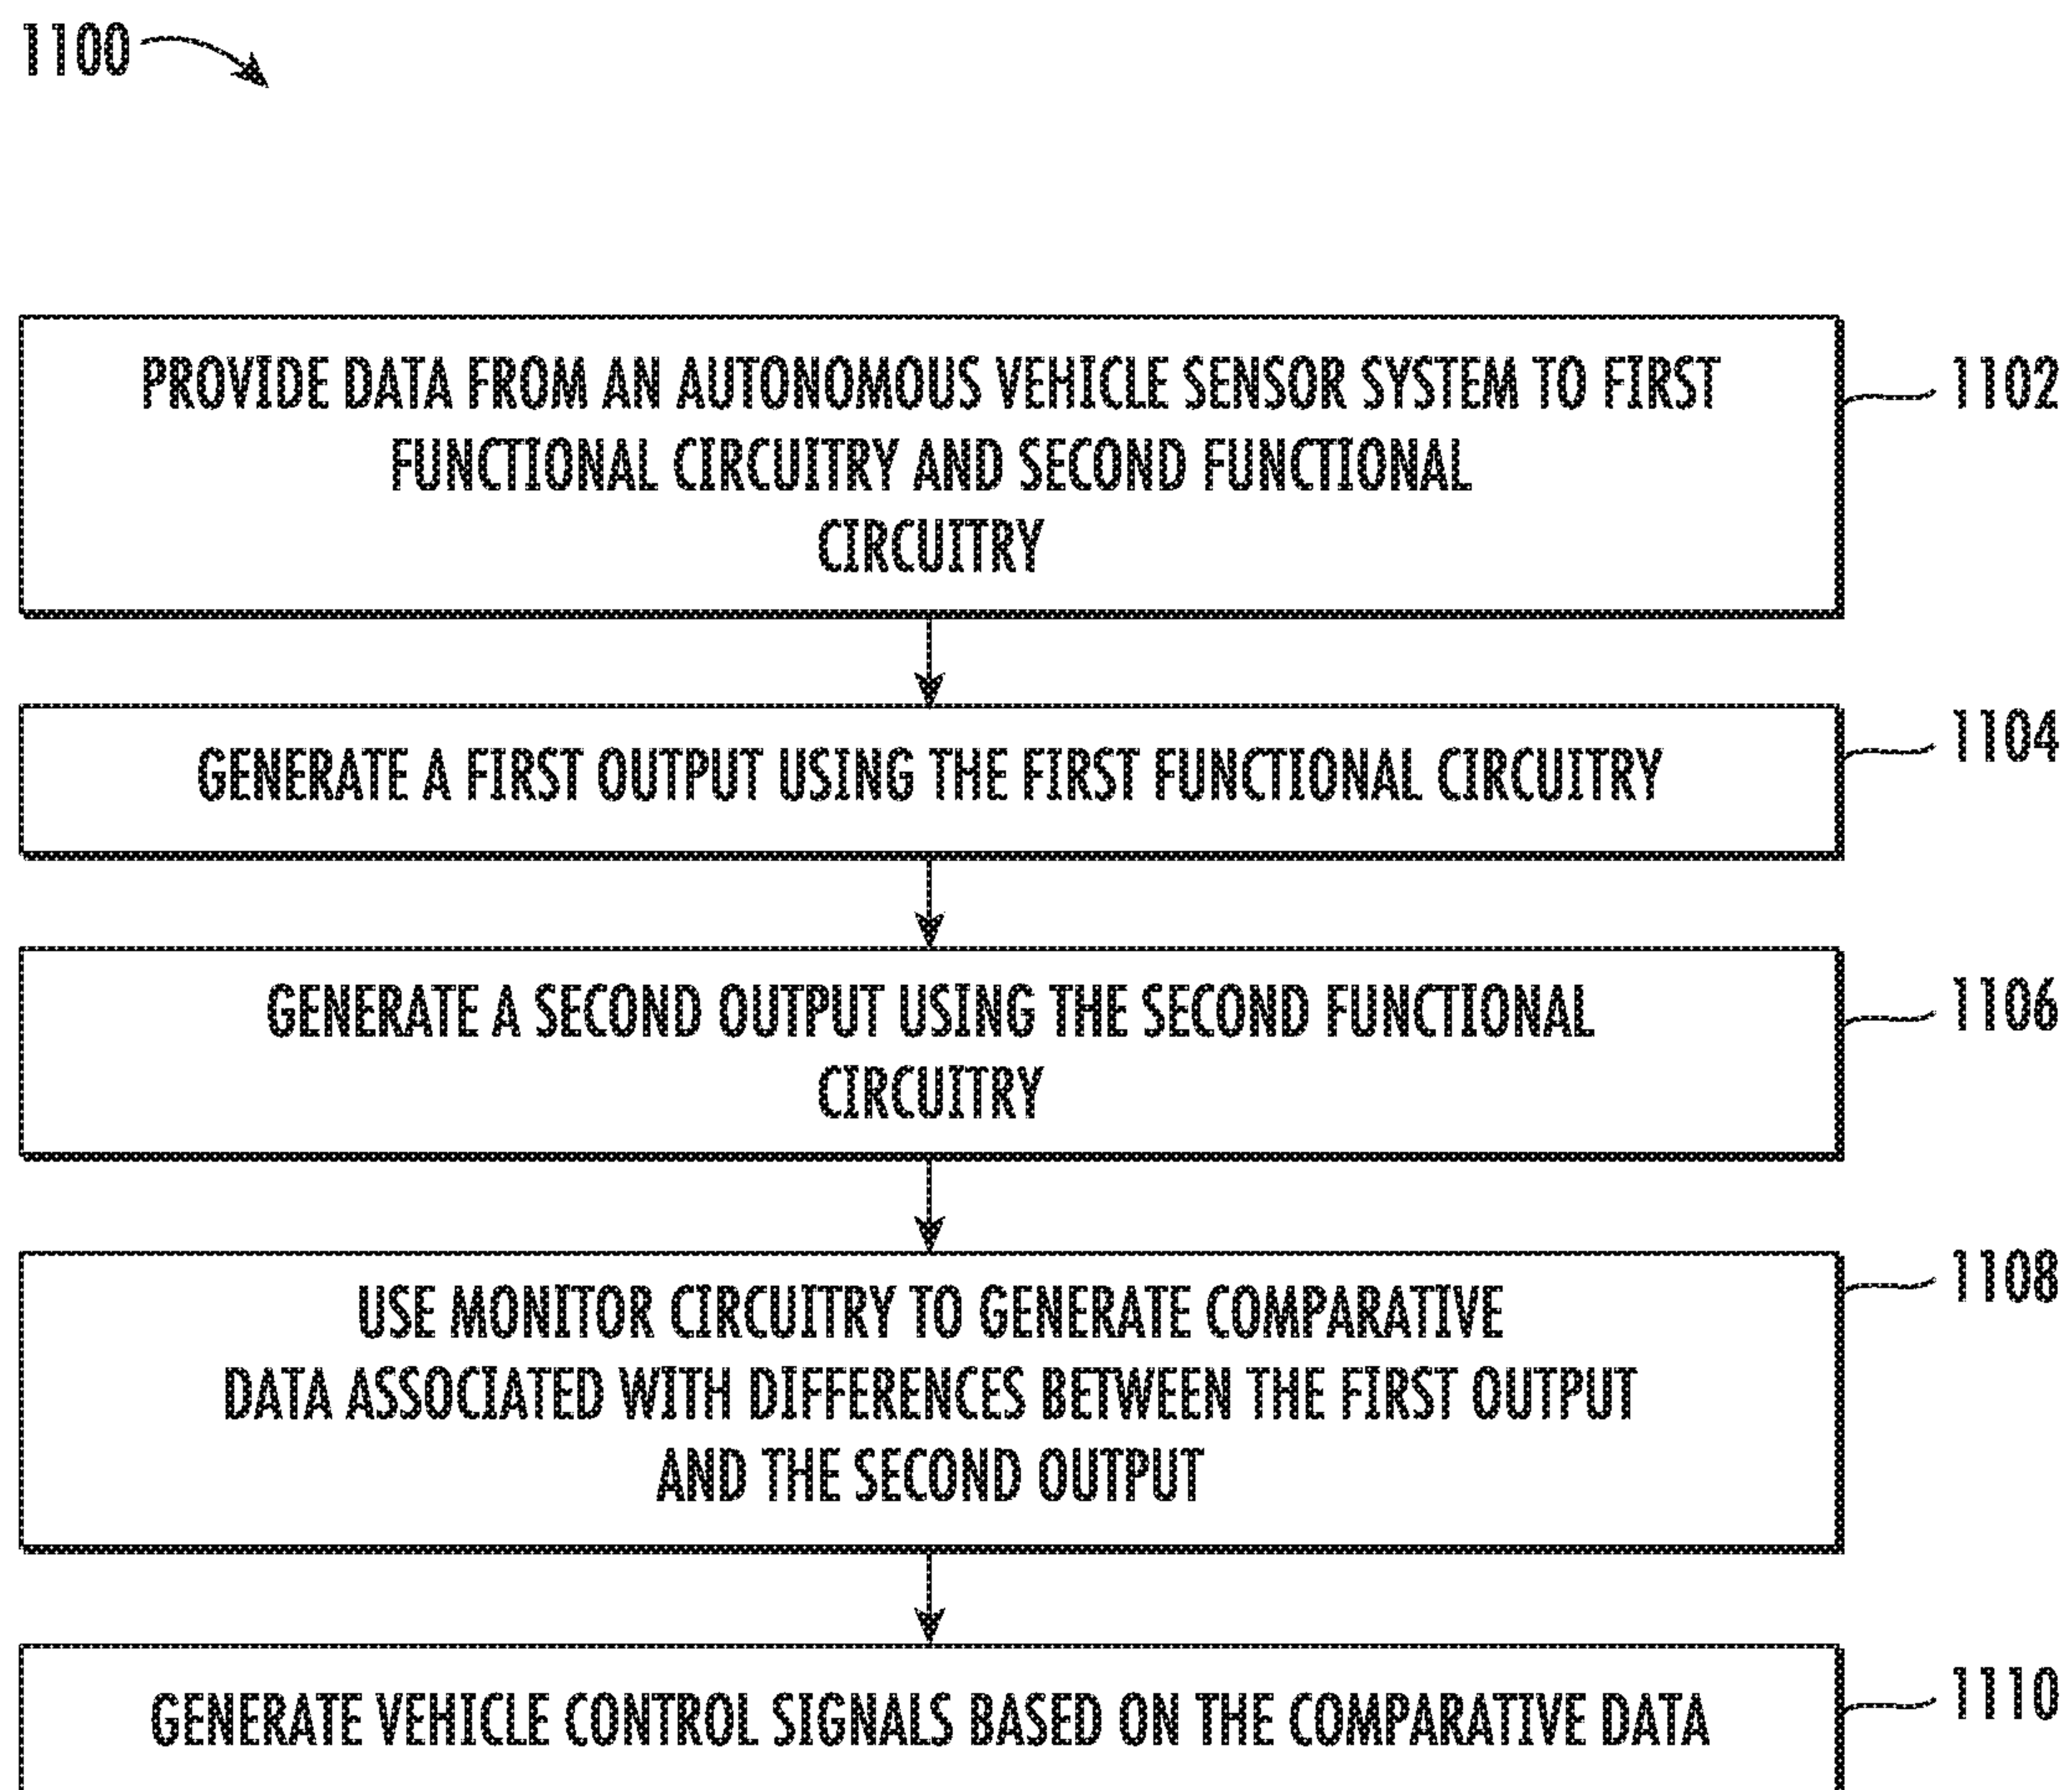 1100
PROVIDE DATA FROM AN AUTONOMOUS VEHICLE SENSOR SYSTEM TO FIRST
FUNCTIONAL CIRCUITRY AND SECOND FUNCTIONAL
CIRCUITRY
1102
GENERATE A FIRST OUTPUT USING THE FIRST FUNCTIONAL CIRCUITRY
1104
GENERATE A SECOND OUTPUT USING THE SECOND FUNCTIONAL
CIRCUITRY
1106
USE MONITOR CIRCUITRY TO GENERATE COMPARATIVE
DATA ASSOCIATED WITH DIFFERENCES BETWEEN THE FIRST OUTPUT
AND THE SECOND OUTPUT
1108
GENERATE VEHICLE CONTROL SIGNALS BASED ON THE COMPARATIVE DATA
1110